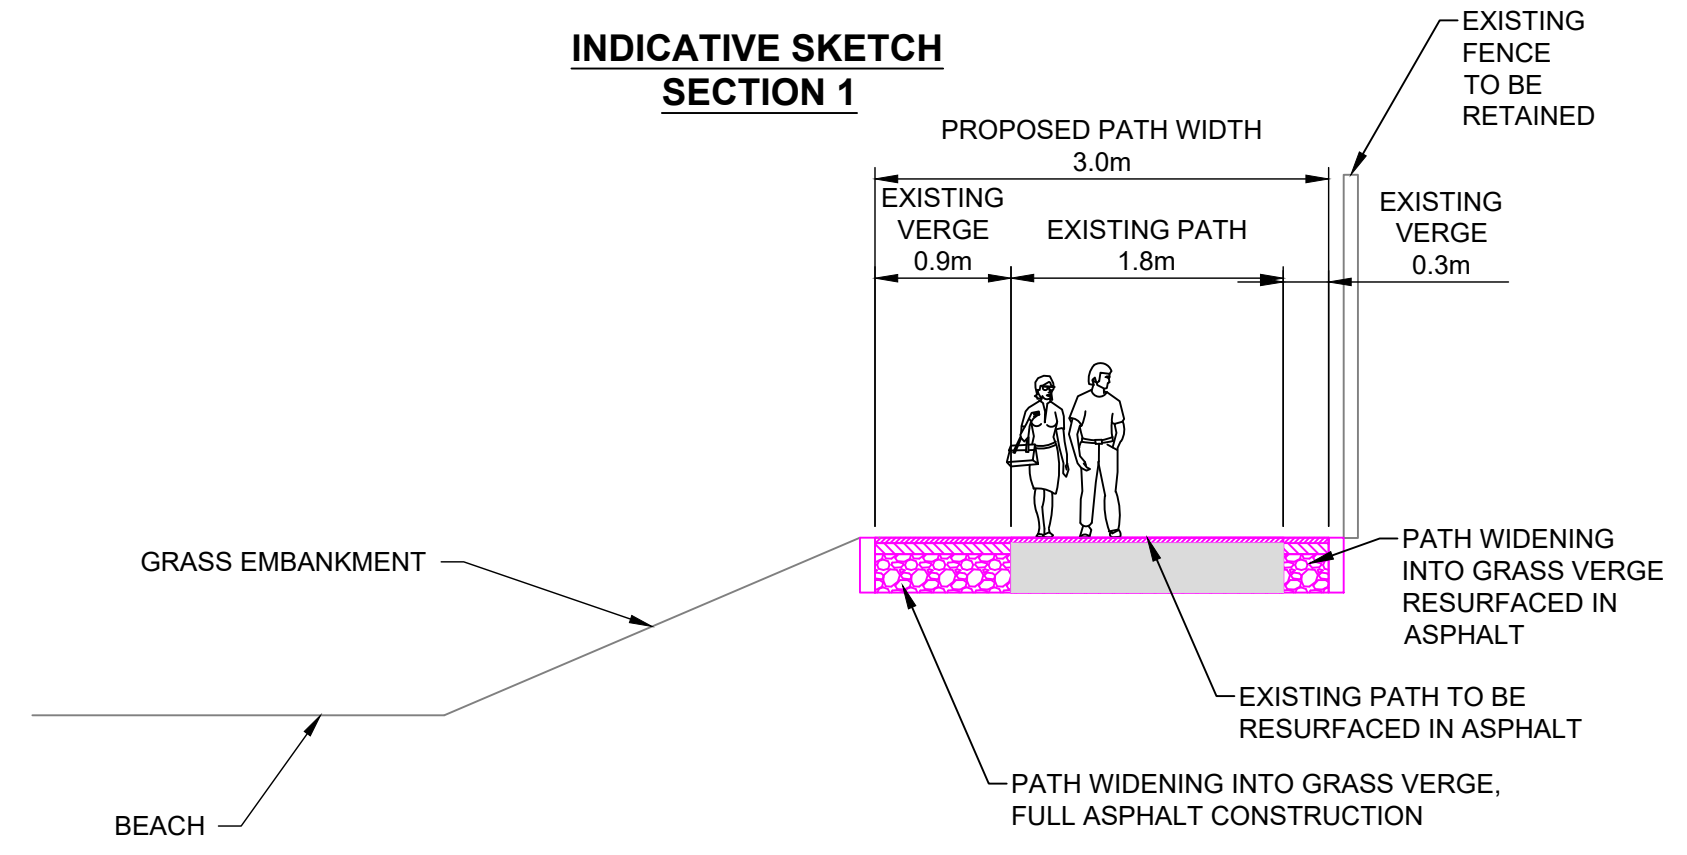 INDICATIVE SKETCH
SECTION 1
EXISTING
FENCE
TO BE
RETAINED
PROPOSED PATH WIDTH
3.0m
EXISTING
VERGE
0.9m
EXISTING PATH
1.8m
EXISTING
VERGE
0.3m
GRASS EMBANKMENT
PATH WIDENING
INTO GRASS VERGE
RESURFACED IN
ASPHALT
EXISTING PATH TO BE
RESURFACED IN ASPHALT
PATH WIDENING INTO GRASS VERGE,
FULL ASPHALT CONSTRUCTION
BEACH